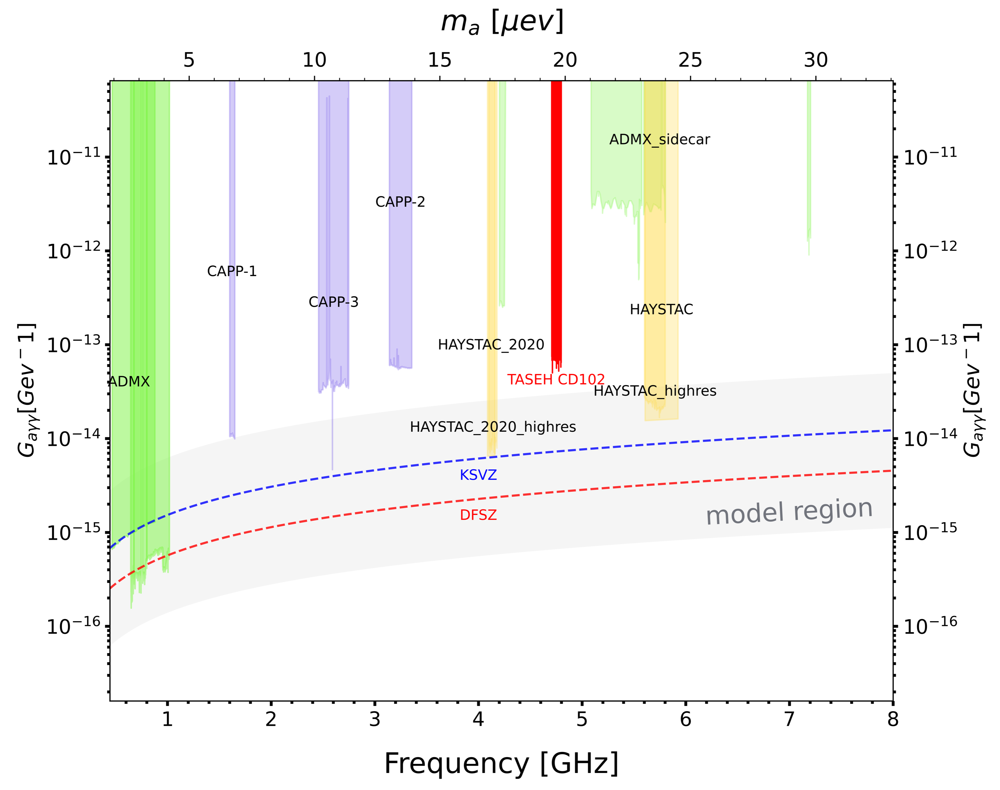 m_a [μev]
5 10 15 20 25 30
ADMX_sidecar
10^−11 10^−11
CAPP-2
10^−12 10^−12
CAPP-1
CAPP-3
HAYSTAC
HAYSTAC_2020
10^−13 10^−13
TASEH CD102
ADMX
HAYSTAC_highres
G_aγγ[Gev − 1] G_aγγ[Gev − 1]
HAYSTAC_2020_highres
10^−14 10^−14
KSVZ
model region
DFSZ
10^−15 10^−15
10^−16 10^−16
1 2 3 4 5 6 7 8
Frequency [GHz]